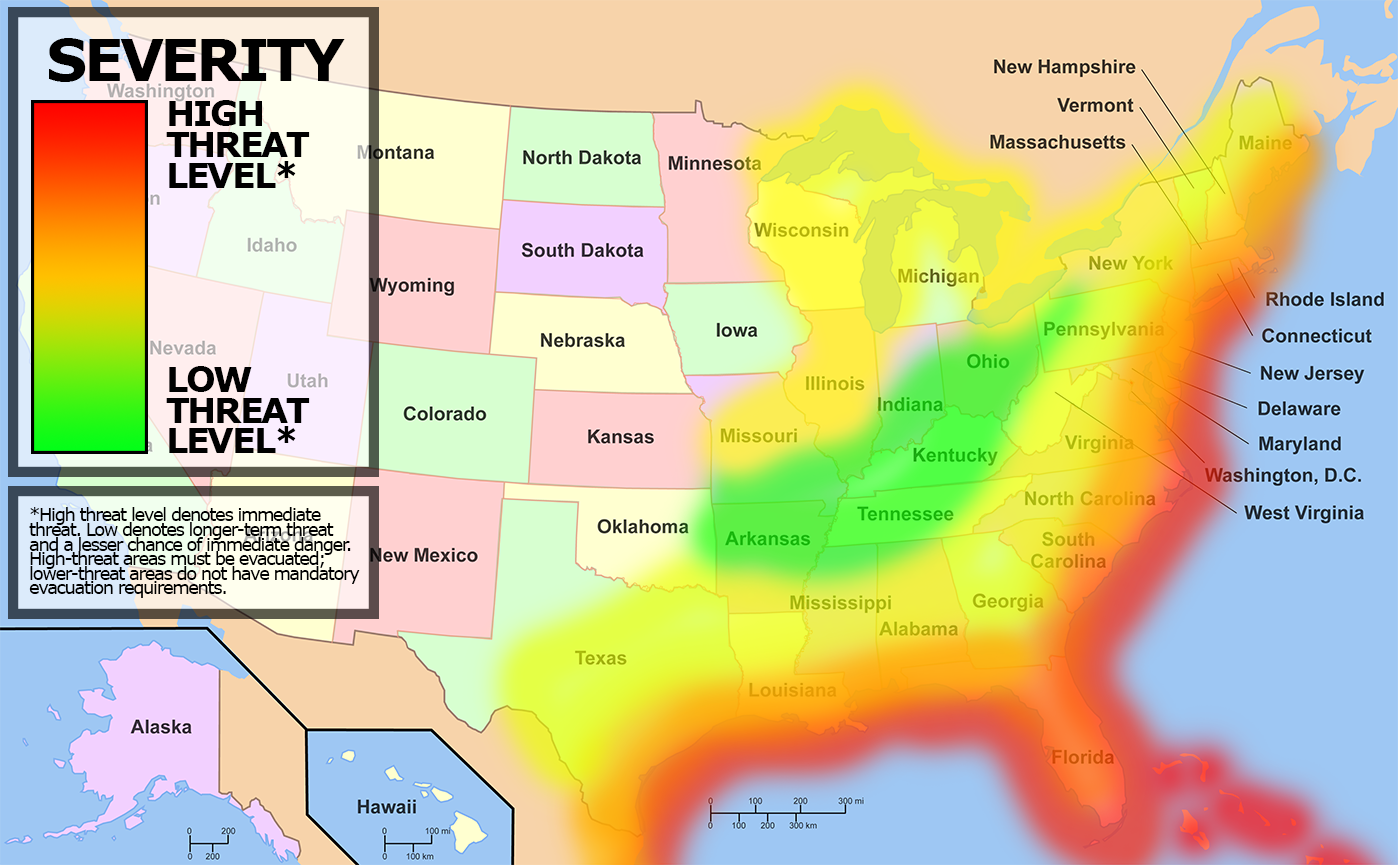 SEVERITY
HIGH
THREAT
LEVEL*
LOW
THREAT
LEVEL*
*High threat level denotes immediate
threat. Low denotes longer-term threat
and a lesser chance of immediate danger.
High-threat areas must be evacuated;
lower-threat areas do not have mandatory
evacuation requirements.
Washington
Montana
Idaho
Wyoming
Nevada
Utah
Colorado
New Mexico
North Dakota
South Dakota
Nebraska
Kansas
Oklahoma
Texas
Minnesota
Iowa
Missouri
Arkansas
Louisiana
Wisconsin
Illinois
Michigan
Indiana
Ohio
Kentucky
Tennessee
Mississippi
Alabama
Georgia
Florida
South
Carolina
North Carolina
Virginia
Pennsylvania
New York
Maine
New Hampshire
Vermont
Massachusetts
Rhode Island
Connecticut
New Jersey
Delaware
Maryland
Washington, D.C.
West Virginia
Alaska
0 200
0 200
Hawaii
0 100 mi
0 100 km
0 100 200 300 mi
0 100 200 300 km